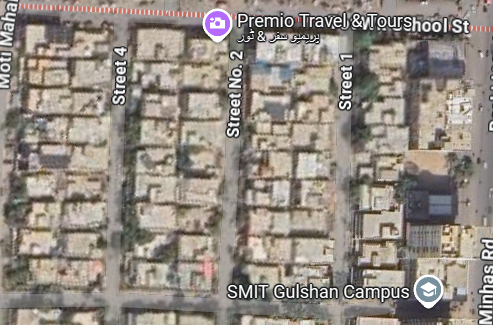 Premio Travel & Tours
پریمیو سفر & ٹور
School St
Moti Maha
Street 4
Street No. 2
Street 1
SMIT Gulshan Campus
Minhas Rd